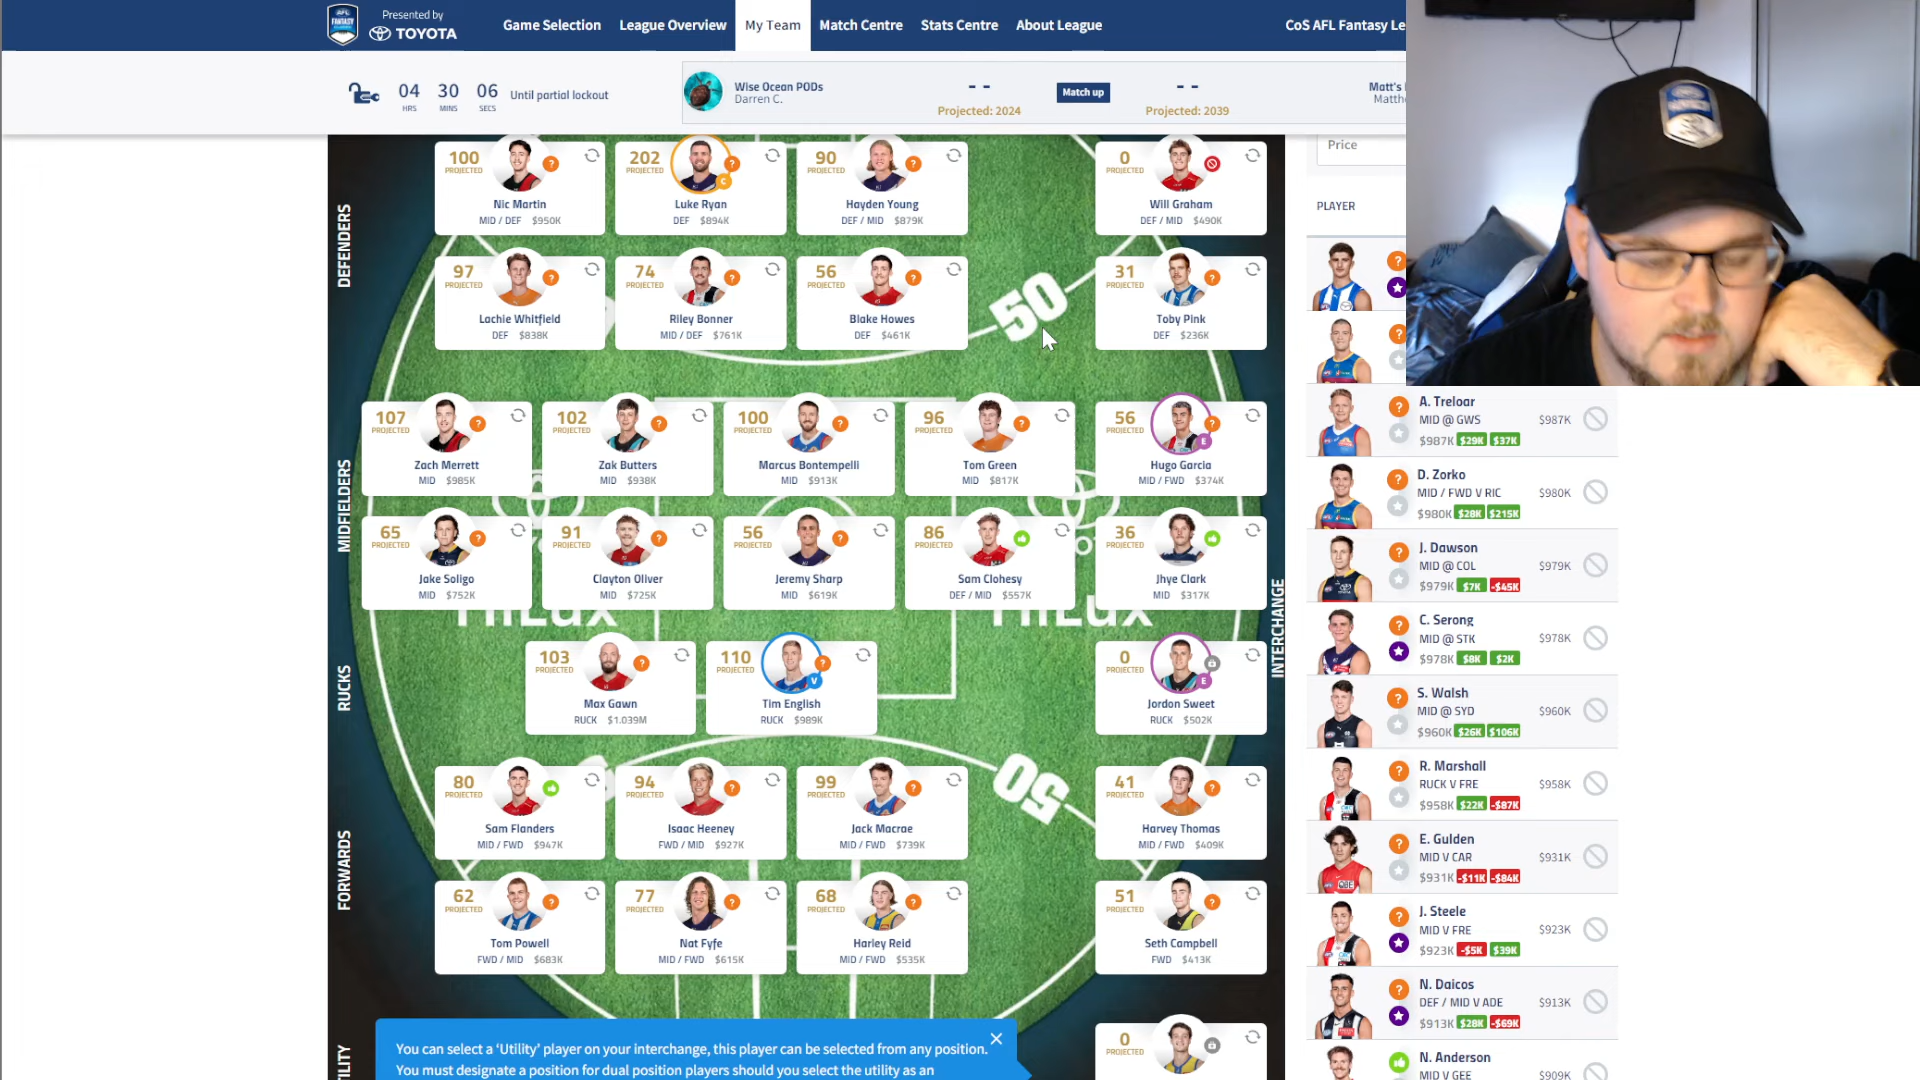 AFL
FANTASY
Presented by
TOYOTA
Game Selection
League Overview
My Team
Match Centre
Stats Centre
About League
CoS AFL Fantasy Le
04
HRS
30
MINS
06
SECS
Until partial lockout
Wise Ocean PODs
Darren C.
- -
Projected: 2024
Match up
- -
Projected: 2039
Matt's
Matth
DEFENDERS
100
PROJECTED
Nic Martin
MID / DEF $950K
202
PROJECTED
C
Luke Ryan
DEF $894K
90
PROJECTED
Hayden Young
DEF / MID $879K
0
PROJECTED
Will Graham
DEF / MID $490K
97
PROJECTED
Lachie Whitfield
DEF $838K
74
PROJECTED
Riley Bonner
MID / DEF $761K
56
PROJECTED
Blake Howes
DEF $461K
50
31
PROJECTED
Toby Pink
DEF $236K
MIDFIELDERS
107
PROJECTED
Zach Merrett
MID $985K
102
PROJECTED
Zak Butters
MID $938K
100
PROJECTED
Marcus Bontempelli
MID $913K
96
PROJECTED
Tom Green
MID $817K
56
PROJECTED
E
Hugo Garcia
MID / FWD $374K
65
PROJECTED
Jake Soligo
MID $752K
91
PROJECTED
Clayton Oliver
MID $725K
56
PROJECTED
Jeremy Sharp
MID $619K
86
PROJECTED
Sam Clohesy
DEF / MID $557K
36
PROJECTED
Jhye Clark
MID $317K
HiLux
HiLux
INTERCHANGE
RUCKS
103
PROJECTED
Max Gawn
RUCK $1.039M
110
PROJECTED
V
Tim English
RUCK $989K
0
PROJECTED
E
Jordon Sweet
RUCK $502K
50
FORWARDS
80
PROJECTED
Sam Flanders
MID / FWD $947K
94
PROJECTED
Isaac Heeney
FWD / MID $927K
99
PROJECTED
Jack Macrae
MID / FWD $739K
41
PROJECTED
Harvey Thomas
MID / FWD $409K
62
PROJECTED
Tom Powell
FWD / MID $683K
77
PROJECTED
Nat Fyfe
MID / FWD $615K
68
PROJECTED
Harley Reid
MID / FWD $535K
51
PROJECTED
Seth Campbell
FWD $413K
TILITY
You can select a ‘Utility’ player on your interchange, this player can be selected from any position.
You must designate a position for dual position players should you select the utility as an
0
PROJECTED
Price
PLAYER
A. Treloar
MID @ GWS $987K
$987K $29K $37K
D. Zorko
MID / FWD V RIC $980K
$980K $28K $215K
J. Dawson
MID @ COL $979K
$979K $7K -$45K
C. Serong
MID @ STK $978K
$978K $8K $2K
S. Walsh
MID @ SYD $960K
$960K $26K $106K
R. Marshall
RUCK V FRE $958K
$958K $22K -$87K
E. Gulden
MID V CAR $931K
$931K -$11K -$84K
J. Steele
MID V FRE $923K
$923K -$5K $39K
N. Daicos
DEF / MID V ADE $913K
$913K $28K -$69K
N. Anderson
MID V GEE $909K